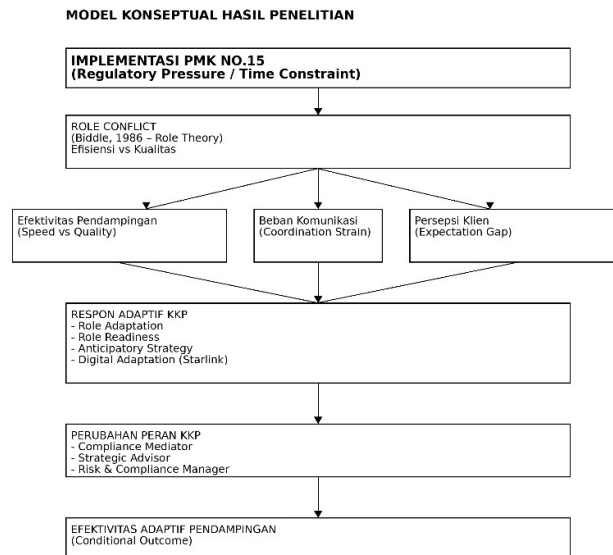 MODEL KONSEPTUAL HASIL PENELITIAN
IMPLEMENTASI PMK NO.15
(Regulatory Pressure / Time Constraint)
ROLE CONFLICT
(Biddle, 1986 – Role Theory)
Efisiensi vs Kualitas
Efektivitas Pendampingan
(Speed vs Quality)
Beban Komunikasi
(Coordination Strain)
Persepsi Klien
(Expectation Gap)
RESPON ADAPTIF KKP
- Role Adaptation
- Role Readiness
- Anticipatory Strategy
- Digital Adaptation (Starlink)
PERUBAHAN PERAN KKP
- Compliance Mediator
- Strategic Advisor
- Risk & Compliance Manager
EFEKTIVITAS ADAPTIF PENDAMPINGAN
(Conditional Outcome)